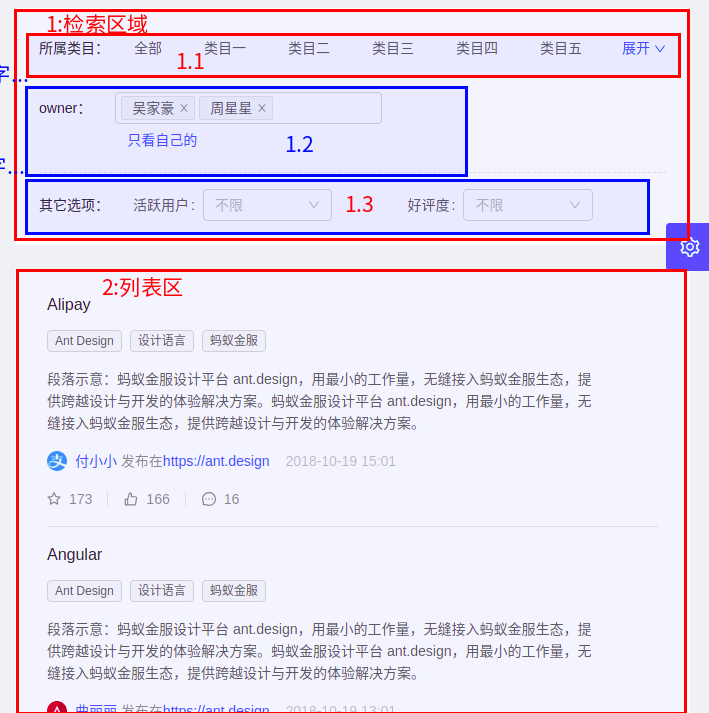 1:检索区域
所属类目： 全部 类目一 类目二 类目三 类目四 类目五 展开
1.1
字...
owner： 吴家豪 × 周星星 ×
只看自己的 1.2
字...
其它选项： 活跃用户： 不限 1.3 好评度： 不限
2:列表区
Alipay
Ant Design 设计语言 蚂蚁金服
段落示意：蚂蚁金服设计平台 ant.design，用最小的工作量，无缝接入蚂蚁金服生态，提
供跨越设计与开发的体验解决方案。蚂蚁金服设计平台 ant.design，用最小的工作量，无
缝接入蚂蚁金服生态，提供跨越设计与开发的体验解决方案。
付小小 发布在https://ant.design 2018-10-19 15:01
173 166 16
Angular
Ant Design 设计语言 蚂蚁金服
段落示意：蚂蚁金服设计平台 ant.design，用最小的工作量，无缝接入蚂蚁金服生态，提
供跨越设计与开发的体验解决方案。蚂蚁金服设计平台 ant.design，用最小的工作量，无
缝接入蚂蚁金服生态，提供跨越设计与开发的体验解决方案。
曲丽丽 发布在https://ant.design 2018-10-19 13:01